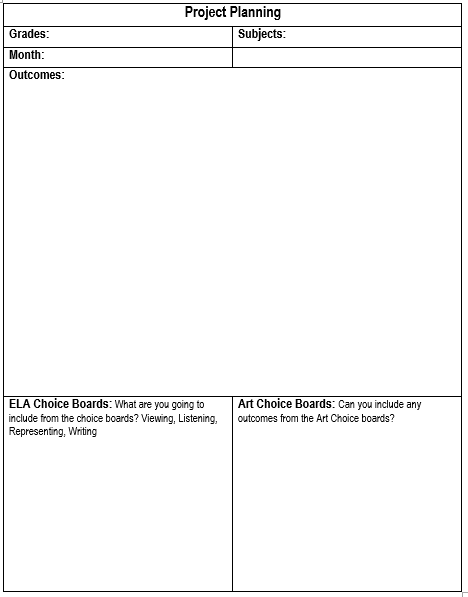 Project Planning
Grades:
Subjects:
Month:
Outcomes:
ELA Choice Boards: What are you going to
include from the choice boards? Viewing, Listening,
Representing, Writing
Art Choice Boards: Can you include any
outcomes from the Art Choice boards?